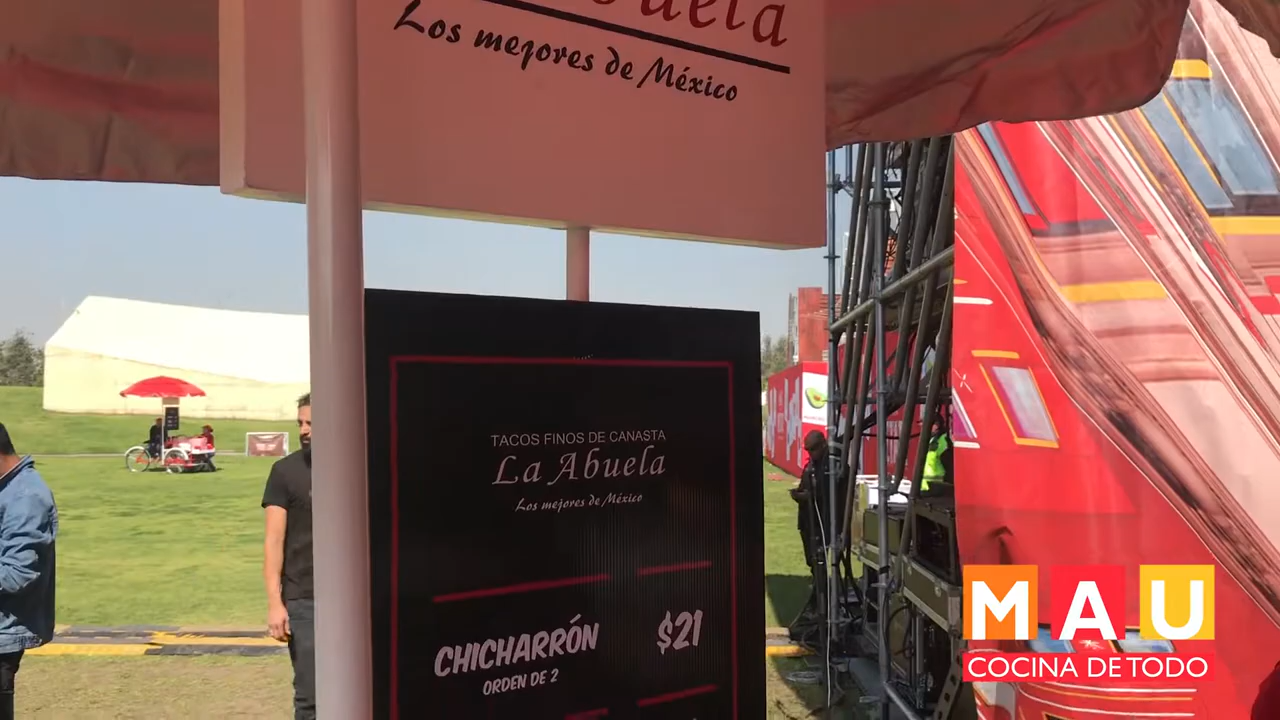 Los mejores de México
TACOS FINOS DE CANASTA
La Abuela
Los mejores de México
CHICHARRÓN
$21
ORDEN DE 2
MAU
COCINA DE TODO